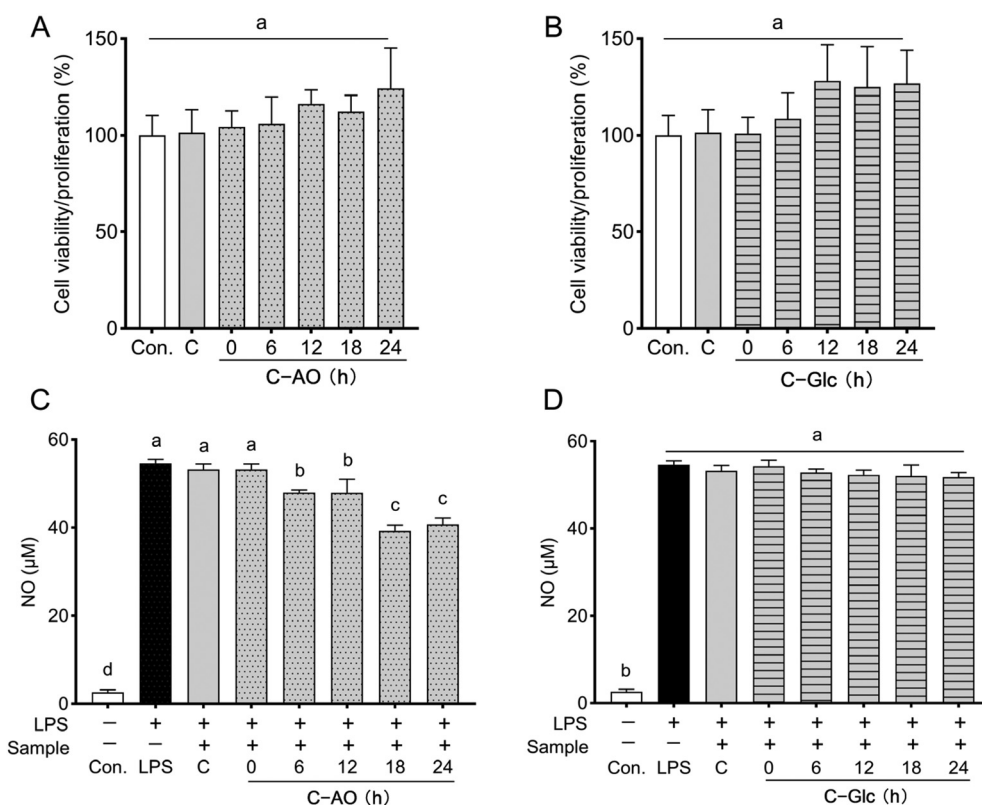 A
a
Cell viability/proliferation (%)
150
100
50
0
Con. C 0 6 12 18 24
C-AO (h)
B
a
Cell viability/proliferation (%)
150
100
50
0
Con. C 0 6 12 18 24
C-Glc (h)
C
NO (μM)
60
40
20
0
d a a a b b c c
LPS − + + + + + + +
Sample − − + + + + + +
Con. LPS C 0 6 12 18 24
C-AO (h)
D
NO (μM)
60
40
20
0
b a
LPS − + + + + + + +
Sample − − + + + + + +
Con. LPS C 0 6 12 18 24
C-Glc (h)